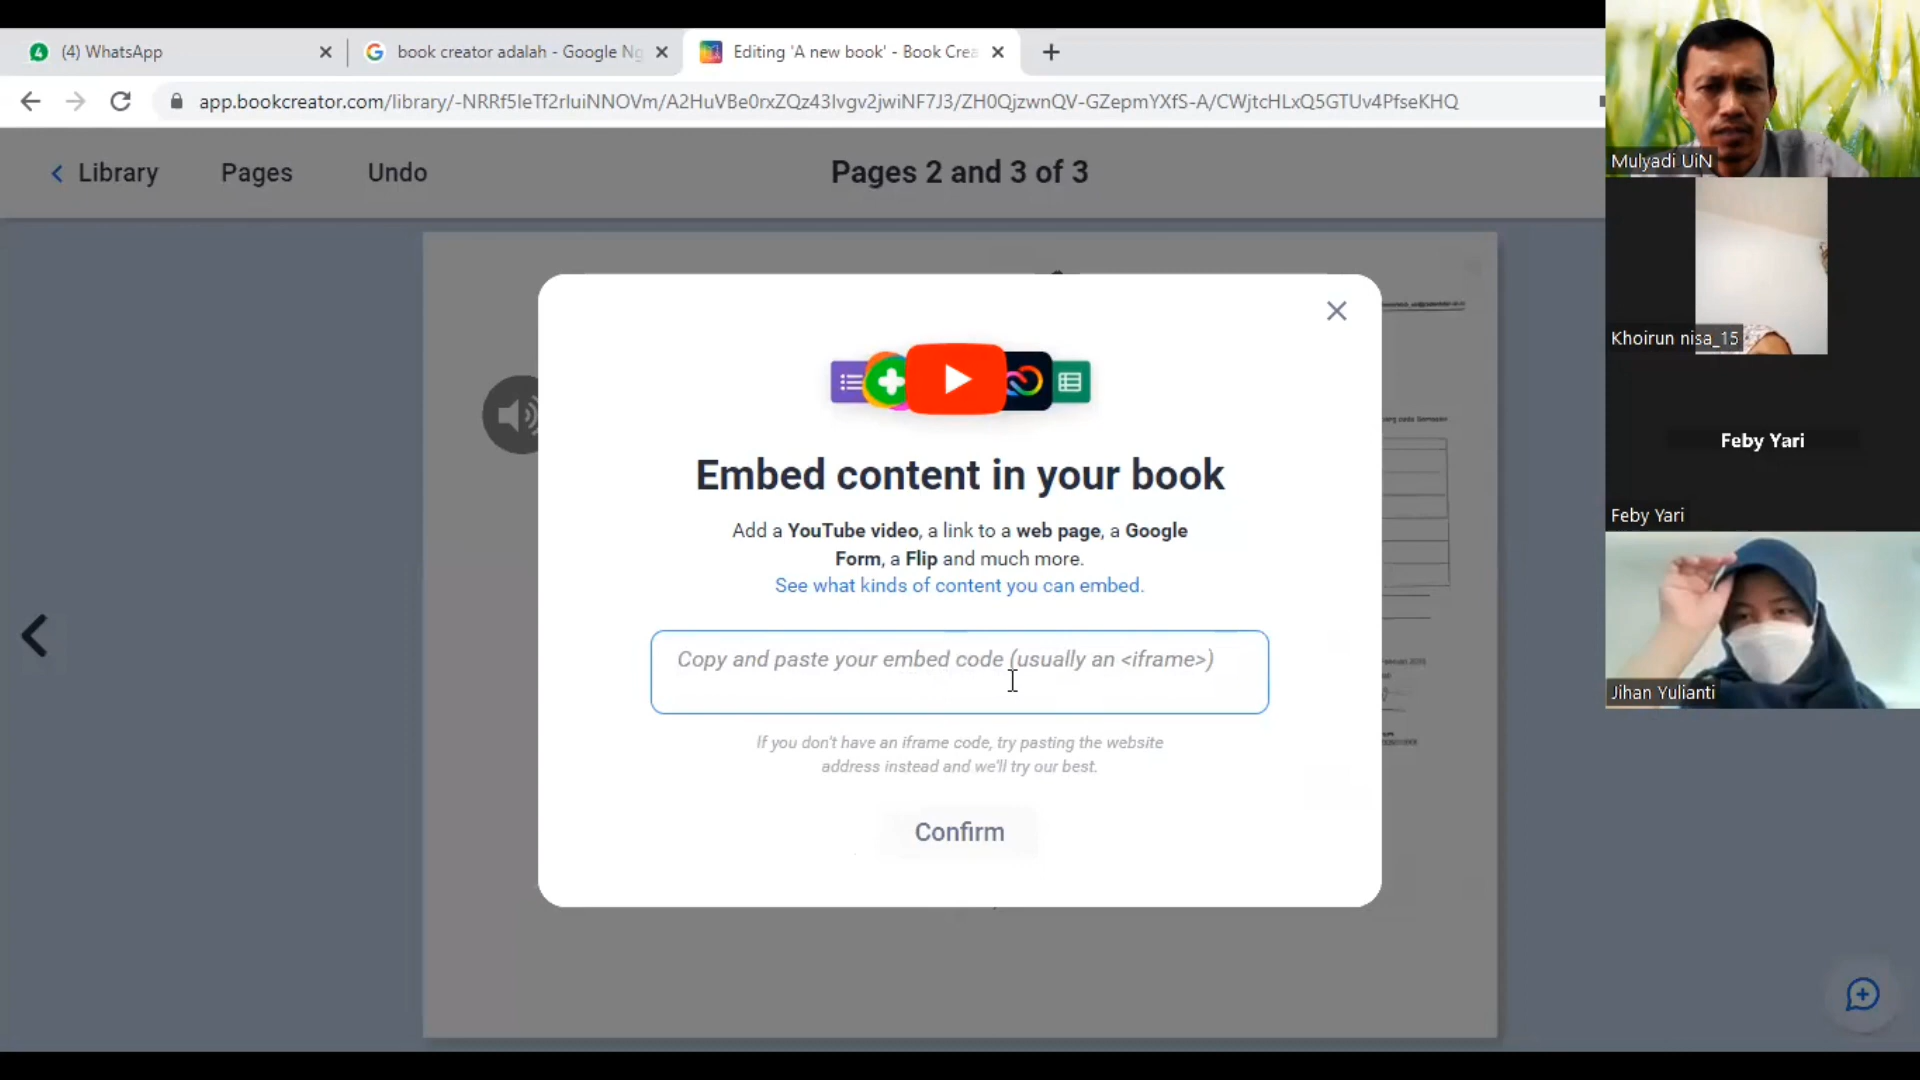 (4) WhatsApp
book creator adalah - Google Ng
Editing 'A new book' - Book Crea
app.bookcreator.com/library/-NRRf5IeTf2rIuiNNOVm/A2HuVBe0rxZQz43Ivgv2jwiNF7J3/ZH0QjzwnQV-GZepmYXfS-A/CWjtcHLxQ5GTUv4PfseKHQ
Library
Pages
Undo
Pages 2 and 3 of 3
Embed content in your book
Add a YouTube video, a link to a web page, a Google
Form, a Flip and much more.
See what kinds of content you can embed.
Copy and paste your embed code (usually an <iframe>)
If you don't have an iframe code, try pasting the website
address instead and we'll try our best.
Confirm
Mulyadi UiN
Khoirun nisa_15
Feby Yari
Feby Yari
Jihan Yulianti